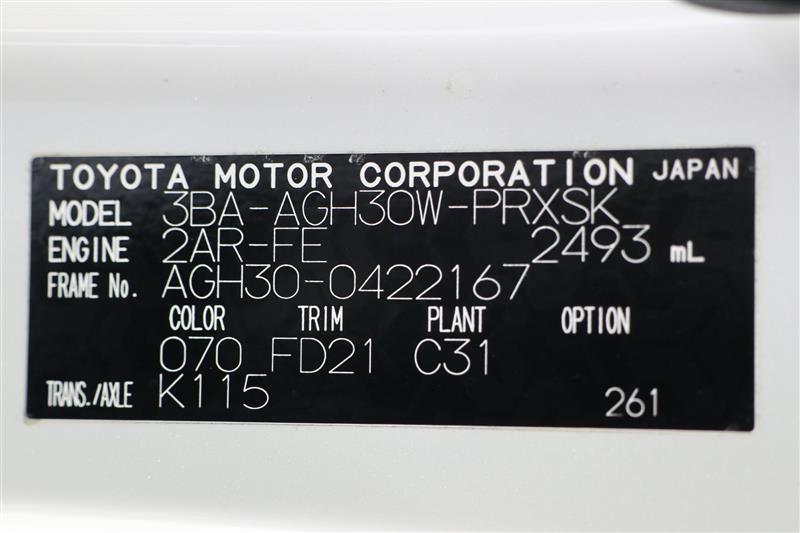 TOYOTA MOTOR CORPORATION JAPAN
MODEL 3BA-AGH30W-PRXSK
ENGINE 2AR-FE 2493 mL
FRAME No. AGH30-0422167
COLOR TRIM PLANT OPTION
070 FD21 C31
TRANS./AXLE K115 261